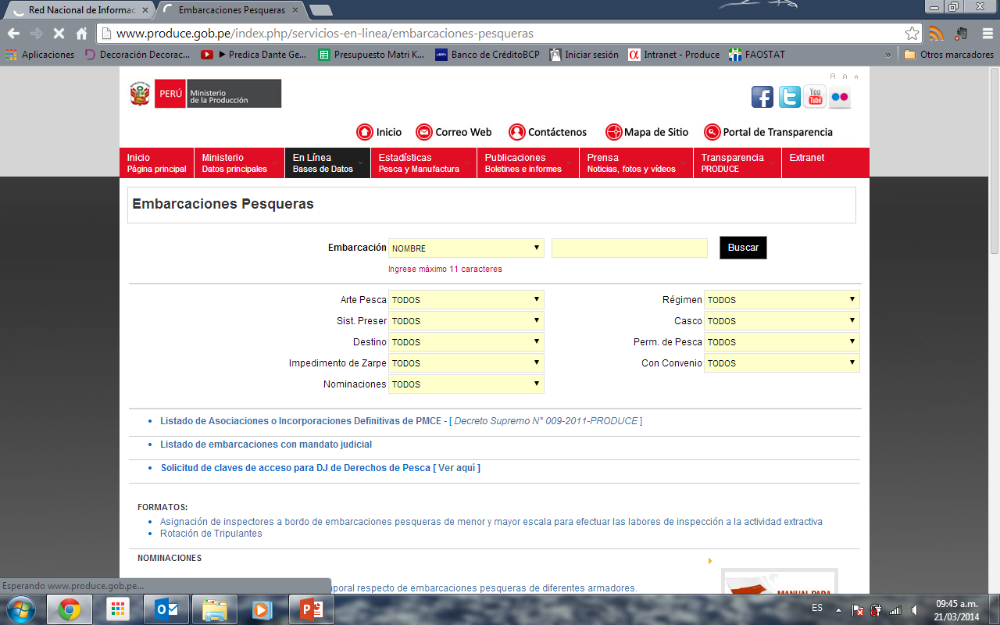 Red Nacional de Informac
Embarcaciones Pesqueras
www.produce.gob.pe/index.php/servicios-en-linea/embarcaciones-pesqueras
Aplicaciones
Decoración Decorac...
► Predica Dante Ge...
Presupuesto Matri K...
Banco de CréditoBCP
Iniciar sesión
Intranet - Produce
FAOSTAT
»
Otros marcadores
A A A
PERÚ
Ministerio
de la Producción
You
Tube
Inicio
Correo Web
Contáctenos
Mapa de Sitio
Portal de Transparencia
Inicio
Página principal
Ministerio
Datos principales
En Línea
Bases de Datos
Estadísticas
Pesca y Manufactura
Publicaciones
Boletines e informes
Prensa
Noticias, fotos y vídeos
Transparencia
PRODUCE
Extranet
Embarcaciones Pesqueras
Embarcación NOMBRE Buscar
Ingrese máximo 11 caracteres
Arte Pesca TODOS Régimen TODOS
Sist. Preser TODOS Casco TODOS
Destino TODOS Perm. de Pesca TODOS
Impedimento de Zarpe TODOS Con Convenio TODOS
Nominaciones TODOS
• Listado de Asociaciones o Incorporaciones Definitivas de PMCE - [ Decreto Supremo N° 009-2011-PRODUCE ]
• Listado de embarcaciones con mandato judicial
• Solicitud de claves de acceso para DJ de Derechos de Pesca [ Ver aquí ]
FORMATOS:
• Asignación de inspectores a bordo de embarcaciones pesqueras de menor y mayor escala para efectuar las labores de inspección a la actividad extractiva
• Rotación de Tripulantes
NOMINACIONES
poral respecto de embarcaciones pesqueras de diferentes armadores.
MANUAL PARA
Esperando www.produce.gob.pe...
ES
09:45 a.m.
21/03/2014